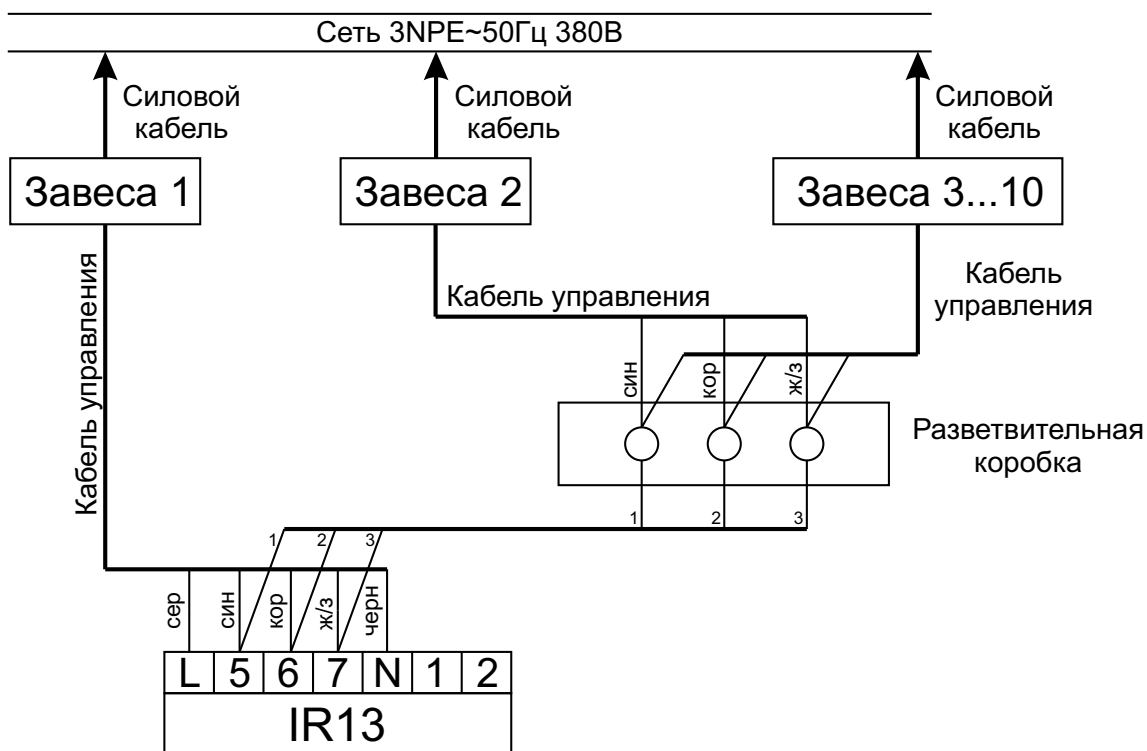 Сеть 3NPE~50Гц 380В
Силовой
кабель
Силовой
кабель
Силовой
кабель
Завеса 1
Завеса 2
Завеса 3...10
Кабель управления
Кабель управления
Кабель
управления
син
кор
ж/з
Разветвительная
коробка
1
2
3
1
2
3
сер
син
кор
ж/з
черн
L
5
6
7
N
1
2
IR13